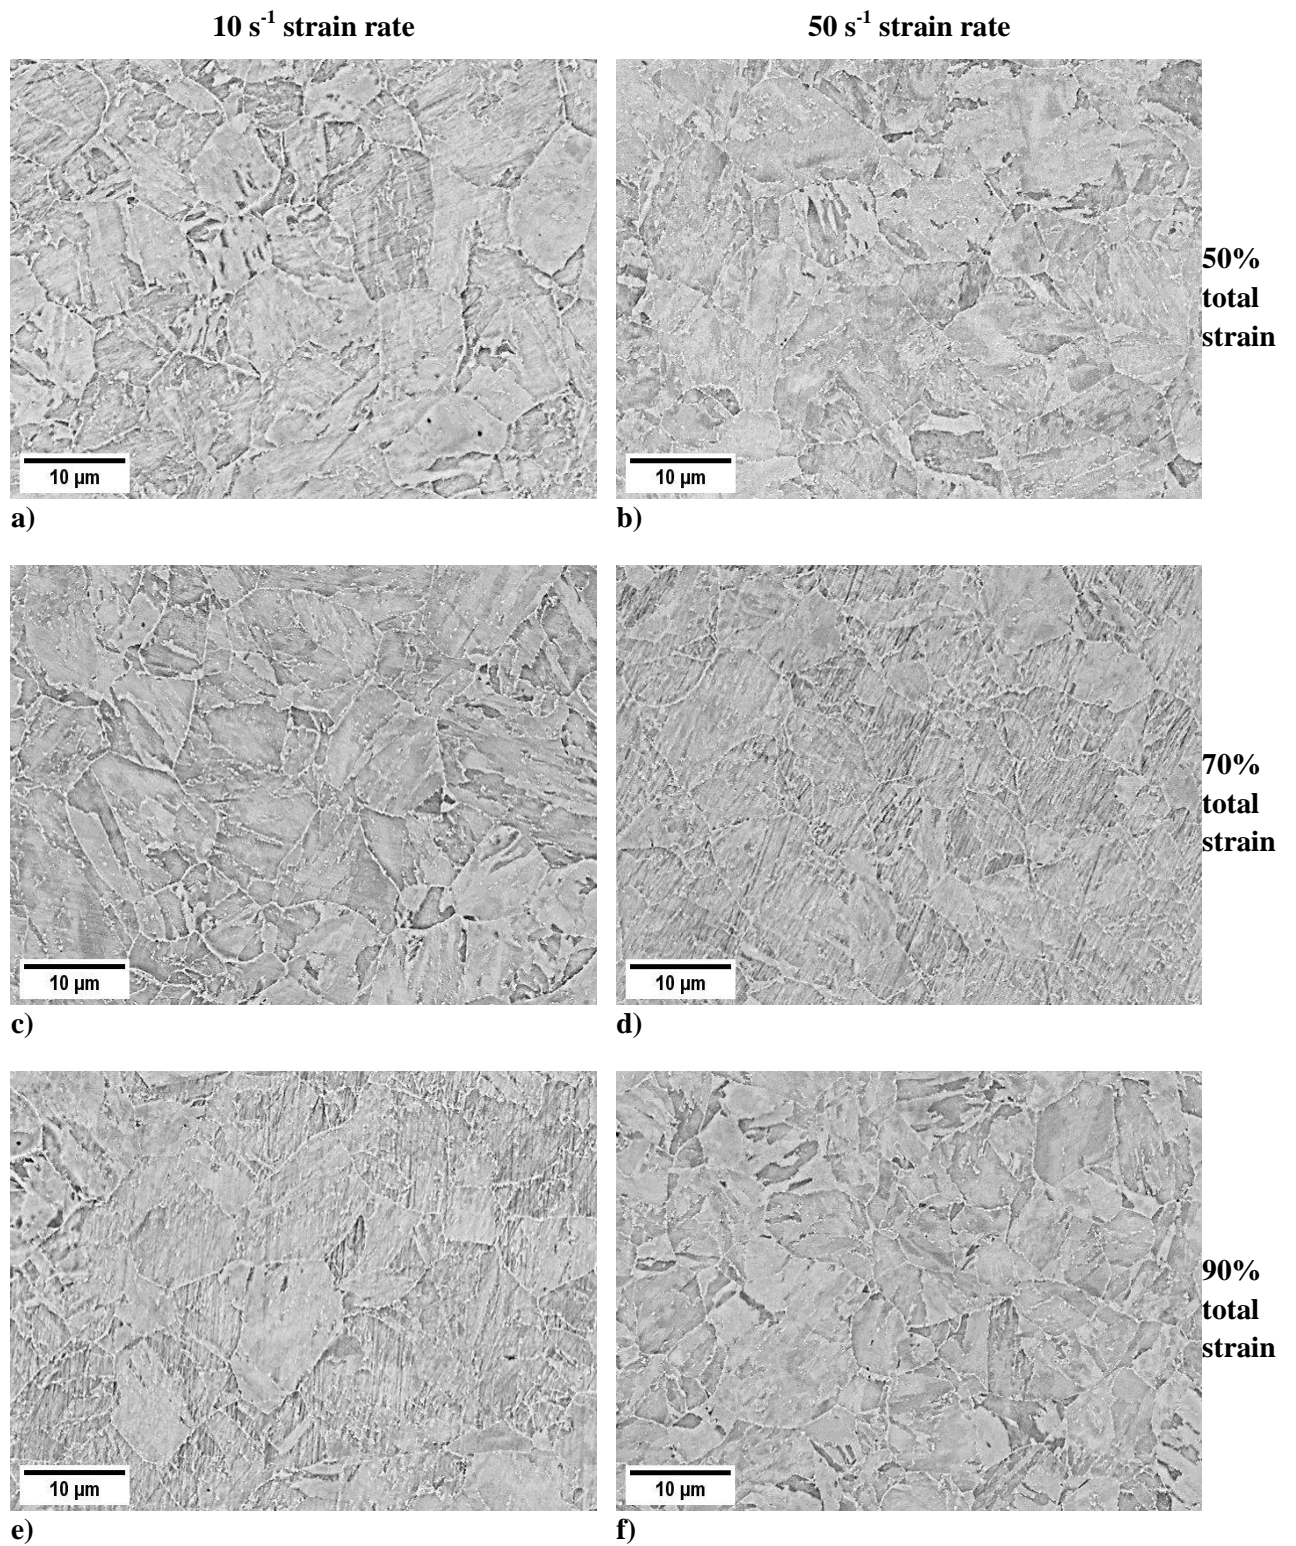 10 s⁻¹ strain rate
50 s⁻¹ strain rate
10 µm
10 µm
50%
total
strain
a)
b)
10 µm
10 µm
70%
total
strain
c)
d)
10 µm
10 µm
90%
total
strain
e)
f)